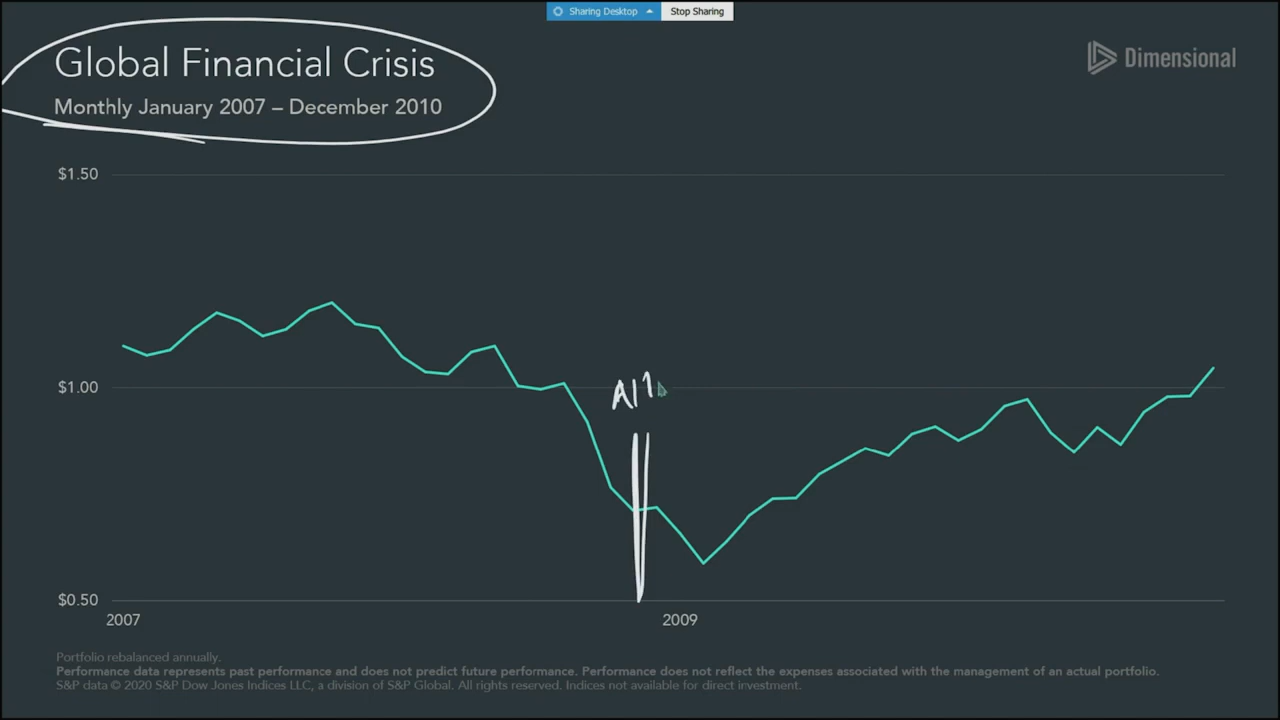 Sharing Desktop Stop Sharing
Global Financial Crisis
Dimensional
Monthly January 2007 – December 2010
$1.50
$1.00
$0.50
2007 2009
Portfolio rebalanced annually.
Performance data represents past performance and does not predict future performance. Performance does not reflect the expenses associated with the management of an actual portfolio.
S&P data © 2020 S&P Dow Jones Indices LLC, a division of S&P Global. All rights reserved. Indices not available for direct investment.